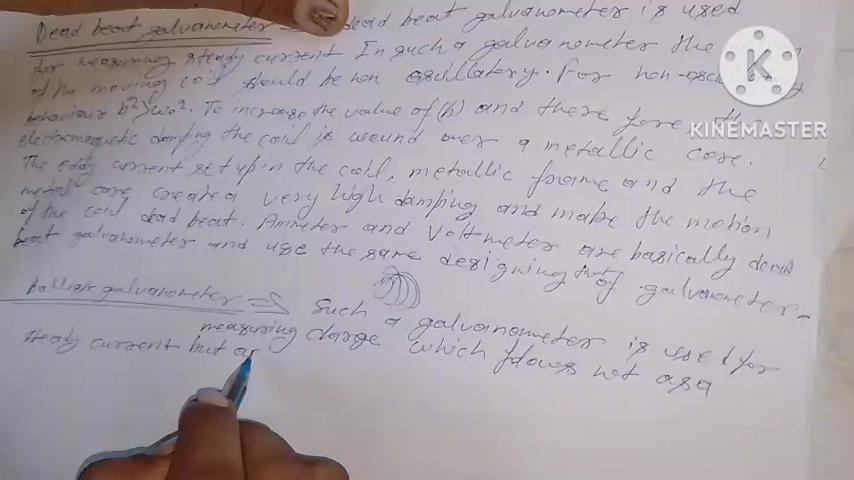 Dead beat galvanometer - dead beat galvanometer is used
for measuring steady current In such a galvanometer the
of the moving coil should be non oscillatory. For non-
behaviour b²>ω₀². To increase the value of (b) and there fore
electromagnetic damping the coil is wound over a metallic core.
The eddy current set up in the coil, metallic frame and the
metal core created very high damping and make the motion
of the coil dead beat. Ammeter and Voltmeter are basically dead
beat galvanometer and use the same designing that of galvanometer-
Ballistic galvanometer ⇒ Such a galvanometer is used for
measuring charge which flows not as a
steady current but a
K
KINEMASTER